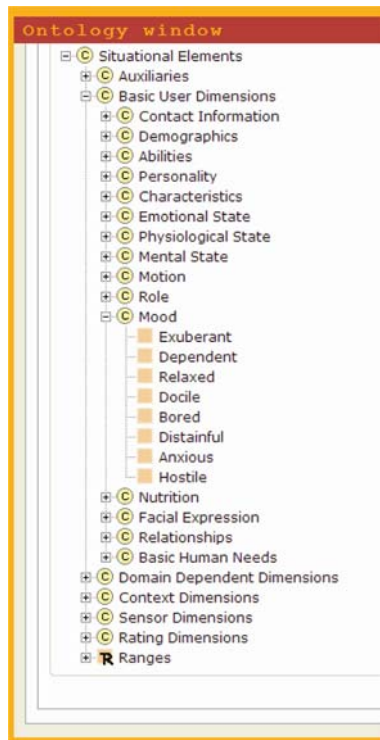 Ontology window
C Situational Elements
C Auxiliaries
C Basic User Dimensions
C Contact Information
C Demographics
C Abilities
C Personality
C Characteristics
C Emotional State
C Physiological State
C Mental State
C Motion
C Role
C Mood
Exuberant
Dependent
Relaxed
Docile
Bored
Distainful
Anxious
Hostile
C Nutrition
C Facial Expression
C Relationships
C Basic Human Needs
C Domain Dependent Dimensions
C Context Dimensions
C Sensor Dimensions
C Rating Dimensions
R Ranges